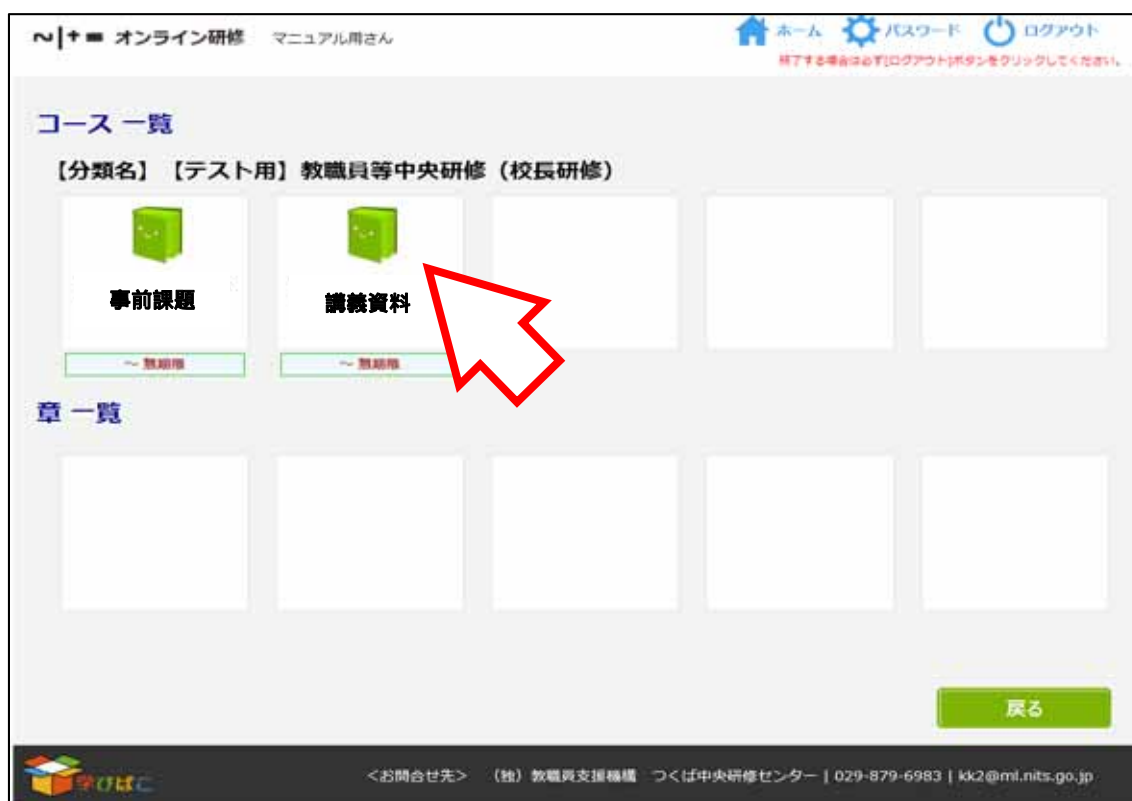 オンライン研修 マニュアル用さん
ホーム パスワード ログアウト
終了する場合は必ず[ログアウト]ボタンをクリックしてください。
コース 一覧
【分類名】【テスト用】教職員等中央研修（校長研修）
事前課題 講義資料
～ 無期限 ～ 無期限
章 一覧
戻る
学びばこ <お問合せ先> （独）教職員支援機構 つくば中央研修センター | 029-879-6983 | kk2@ml.nits.go.jp